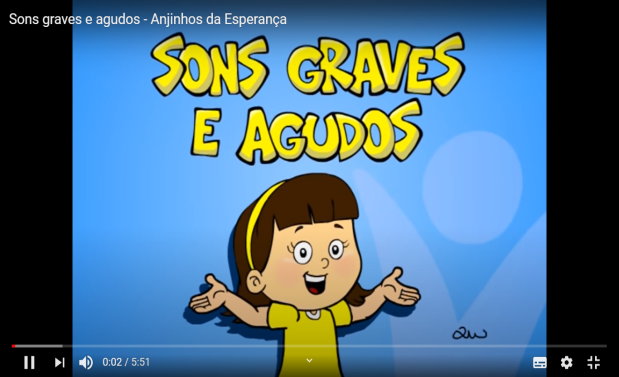 Sons graves e agudos - Anjinhos da Esperança
SONS GRAVES
E AGUDOS
0:02 / 5:51